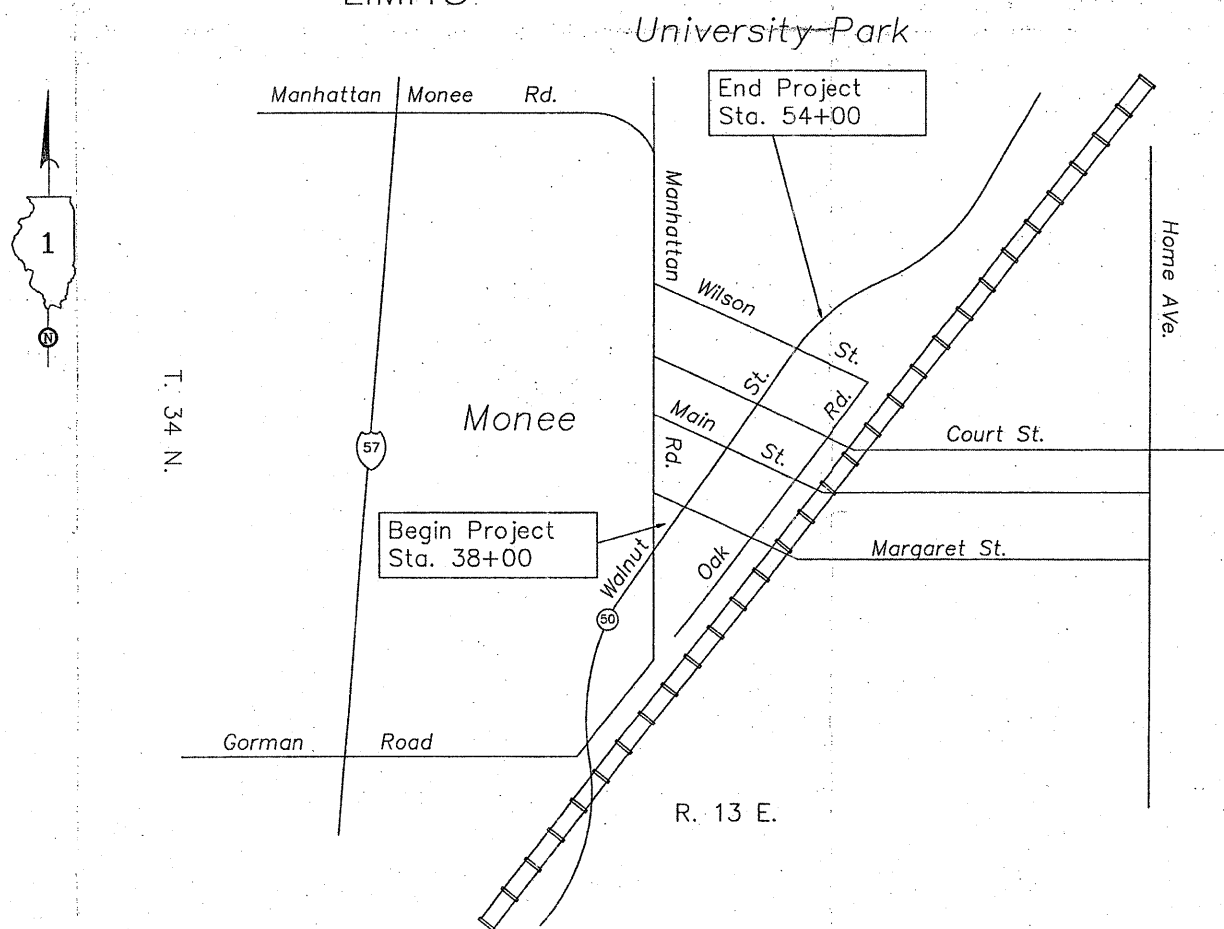 LIMITS
University Park
Manhattan Monee Rd.
End Project
Sta. 54+00
Manhattan
Rd.
Home AVe.
1
N
Wilson St.
T. 34 N.
Monee
57
Main St.
Court St.
Begin Project
Sta. 38+00
Walnut St.
Oak Rd.
Margaret St.
50
Gorman Road
R. 13 E.